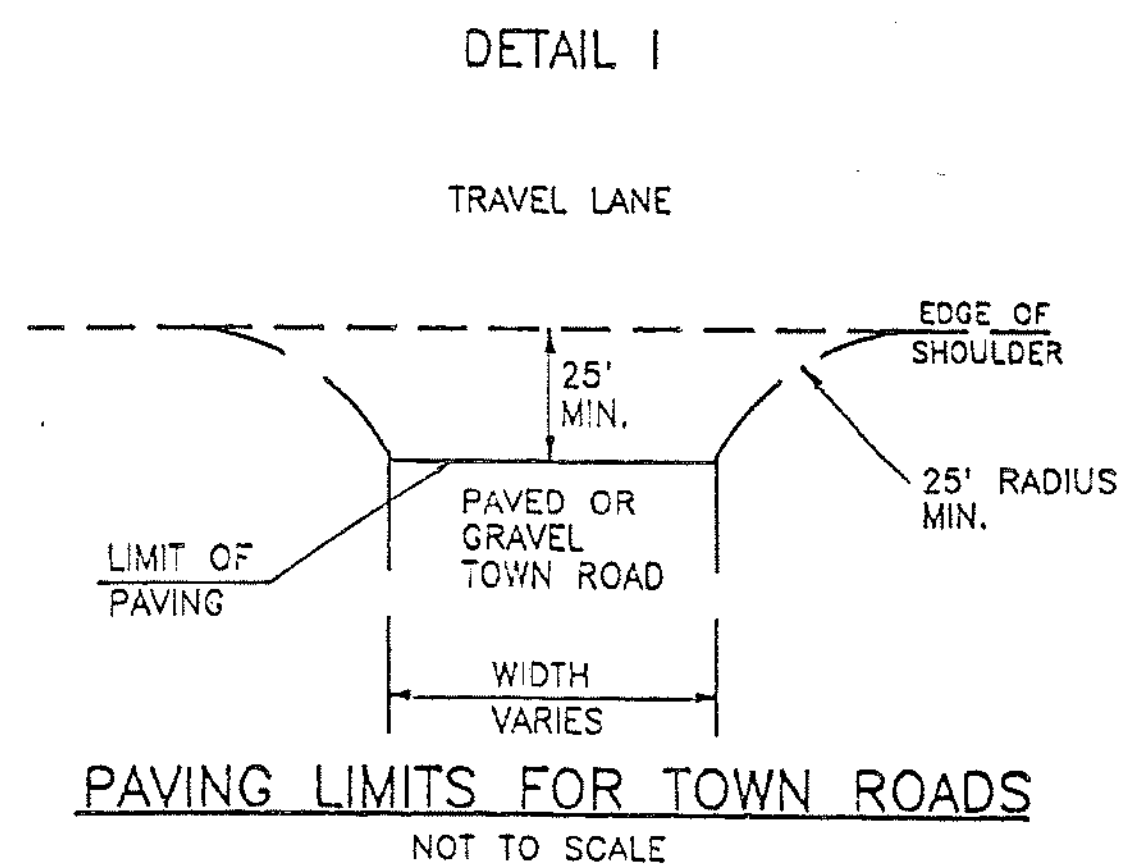 DETAIL 1
TRAVEL LANE
EDGE OF
SHOULDER
25'
MIN.
25' RADIUS
MIN.
PAVED OR
GRAVEL
TOWN ROAD
LIMIT OF
PAVING
WIDTH
VARIES
PAVING LIMITS FOR TOWN ROADS
NOT TO SCALE